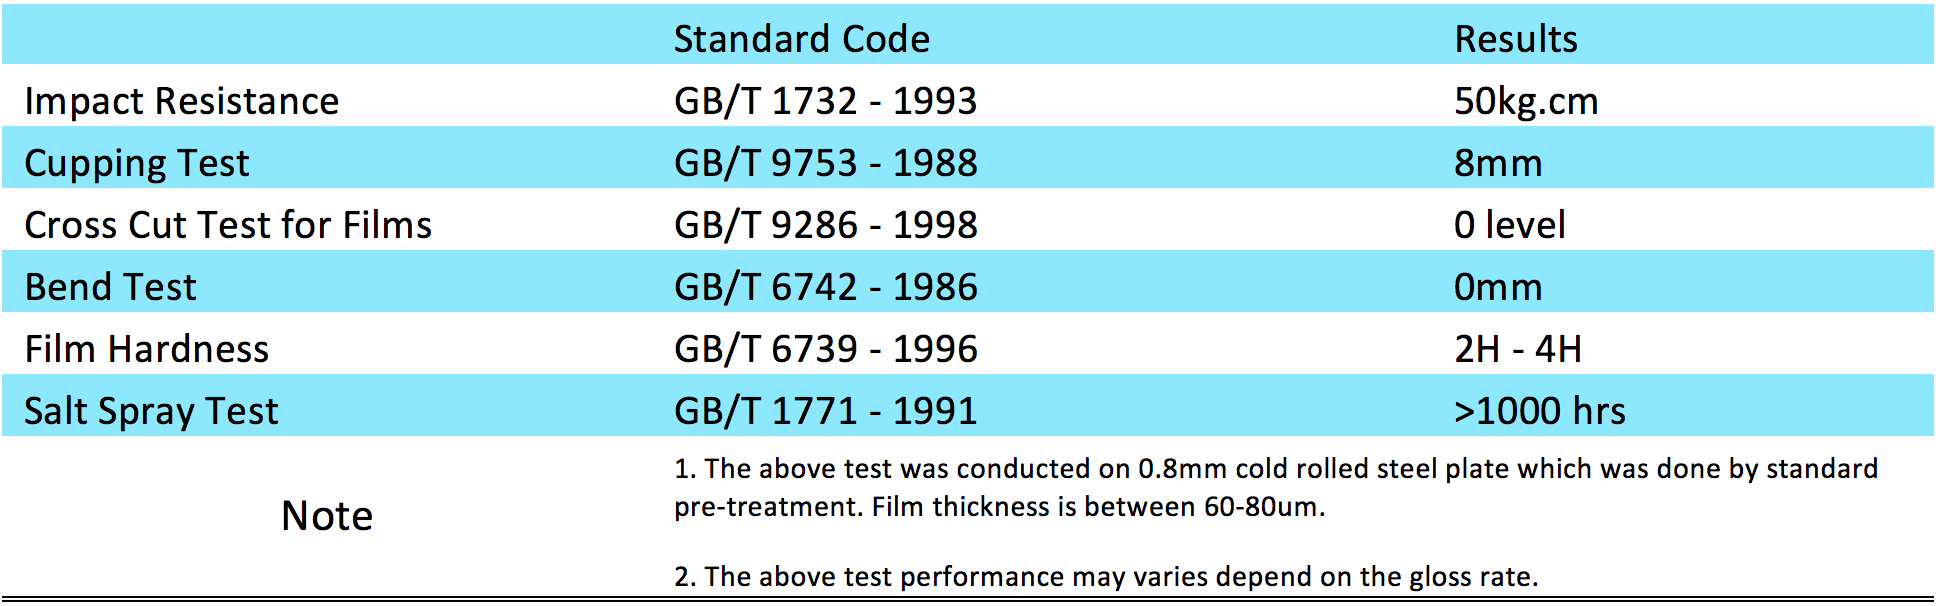 Standard Code Results
Impact Resistance GB/T 1732 - 1993 50kg.cm
Cupping Test GB/T 9753 - 1988 8mm
Cross Cut Test for Films GB/T 9286 - 1998 0 level
Bend Test GB/T 6742 - 1986 0mm
Film Hardness GB/T 6739 - 1996 2H - 4H
Salt Spray Test GB/T 1771 - 1991 >1000 hrs
Note
1. The above test was conducted on 0.8mm cold rolled steel plate which was done by standard
pre-treatment. Film thickness is between 60-80um.
2. The above test performance may varies depend on the gloss rate.